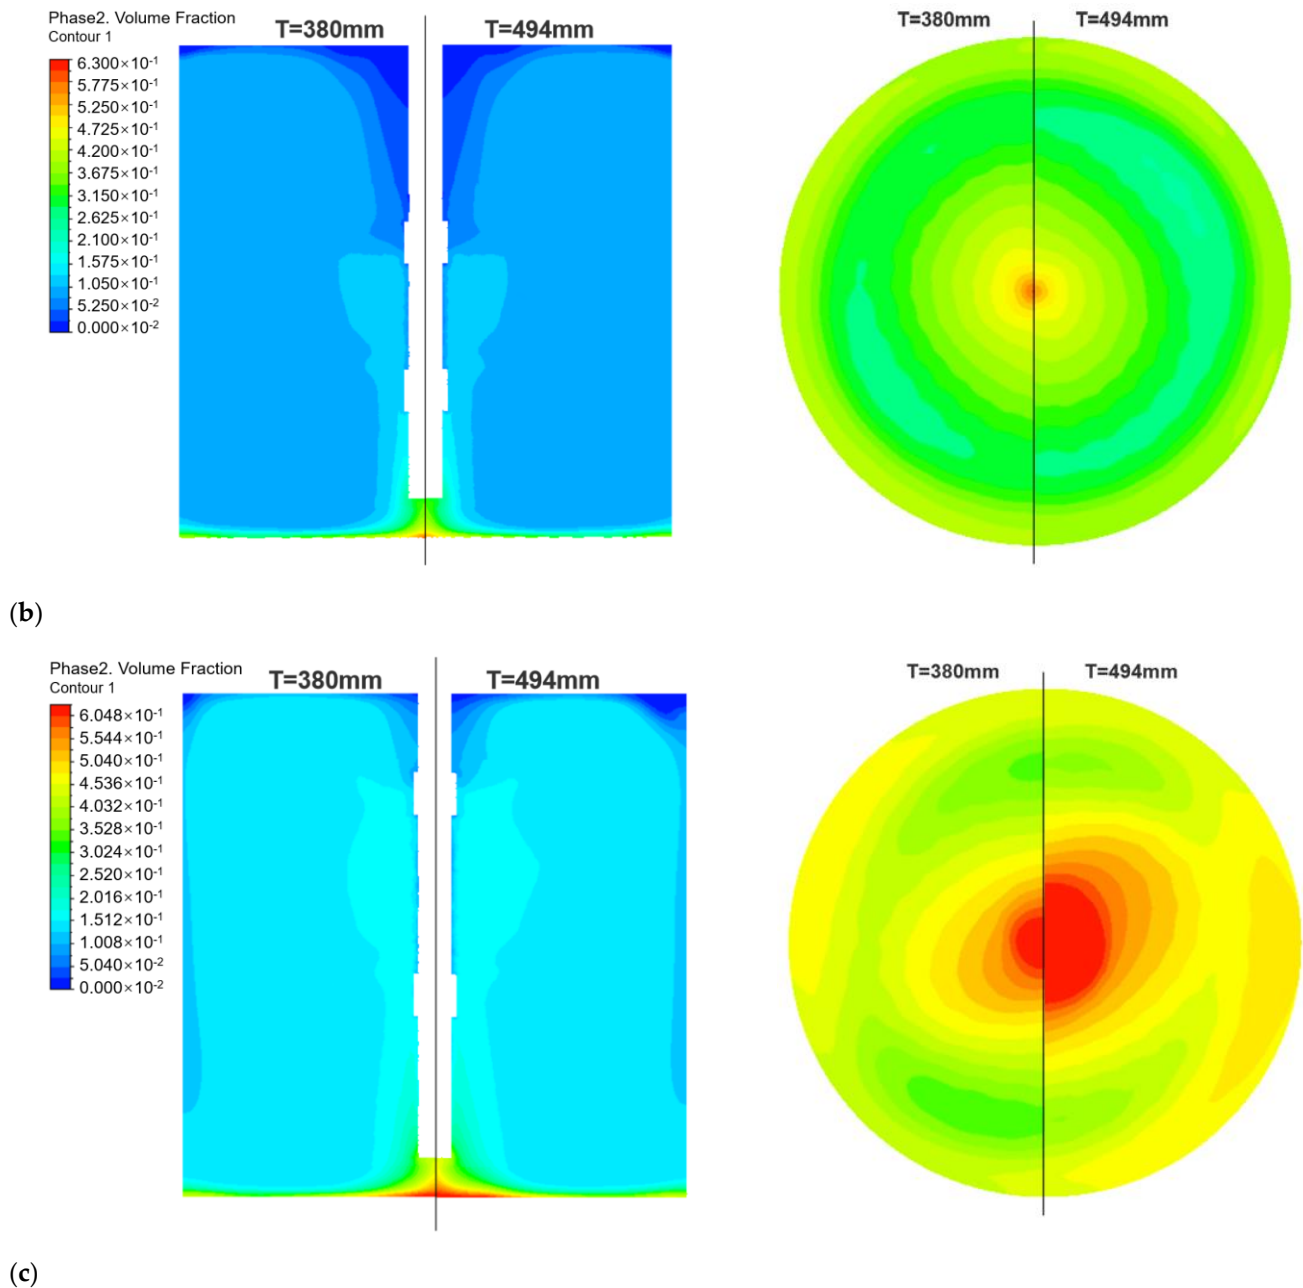 Phase2. Volume Fraction
Contour 1
T=380mm
T=494mm
6.300×10-1
5.775×10-1
5.250×10-1
4.725×10-1
4.200×10-1
3.675×10-1
3.150×10-1
2.625×10-1
2.100×10-1
1.575×10-1
1.050×10-1
5.250×10-2
0.000×10-2
T=380mm
T=494mm
(b)
Phase2. Volume Fraction
Contour 1
T=380mm
T=494mm
6.048×10-1
5.544×10-1
5.040×10-1
4.536×10-1
4.032×10-1
3.528×10-1
3.024×10-1
2.520×10-1
2.016×10-1
1.512×10-1
1.008×10-1
5.040×10-2
0.000×10-2
T=380mm
T=494mm
(c)